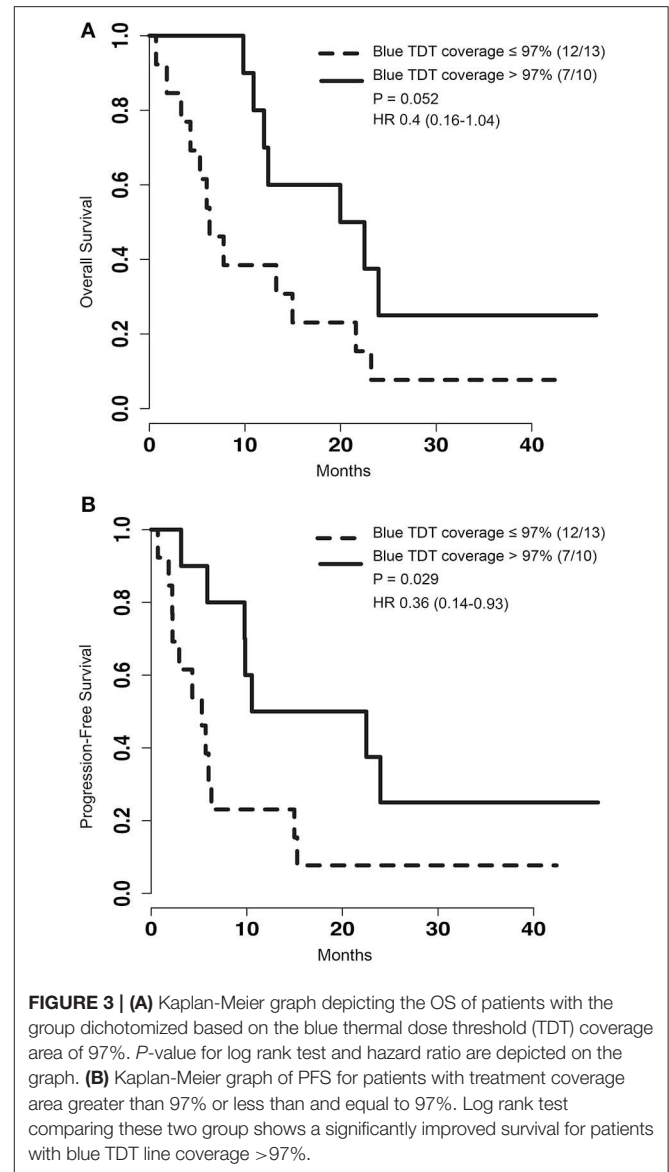 A
Blue TDT coverage ≤ 97% (12/13)
Blue TDT coverage > 97% (7/10)
P = 0.052
HR 0.4 (0.16-1.04)
Overall Survival
1.0
0.8
0.6
0.4
0.2
0.0
0 10 20 30 40
Months
B
Blue TDT coverage ≤ 97% (12/13)
Blue TDT coverage > 97% (7/10)
P = 0.029
HR 0.36 (0.14-0.93)
Progression-Free Survival
1.0
0.8
0.6
0.4
0.2
0.0
0 10 20 30 40
Months
FIGURE 3 | (A) Kaplan-Meier graph depicting the OS of patients with the
group dichotomized based on the blue thermal dose threshold (TDT) coverage
area of 97%. P-value for log rank test and hazard ratio are depicted on the
graph. (B) Kaplan-Meier graph of PFS for patients with treatment coverage
area greater than 97% or less than and equal to 97%. Log rank test
comparing these two group shows a significantly improved survival for patients
with blue TDT line coverage >97%.